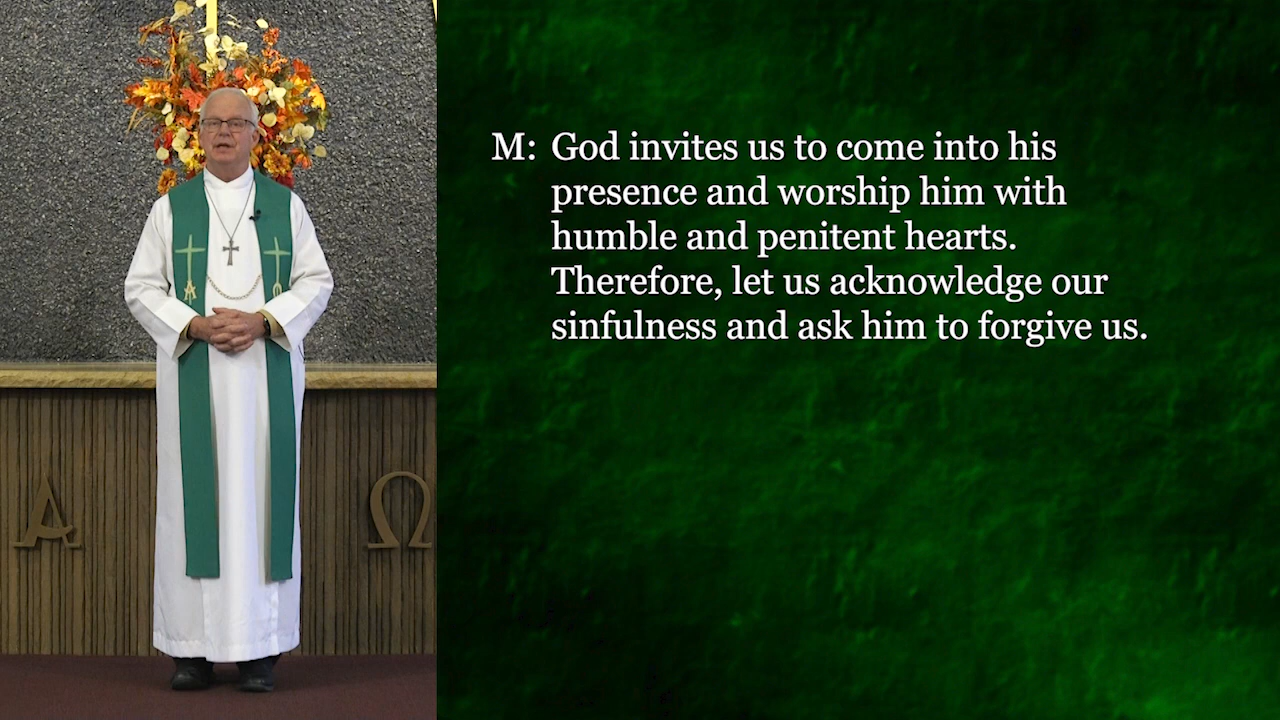 M: God invites us to come into his
presence and worship him with
humble and penitent hearts.
Therefore, let us acknowledge our
sinfulness and ask him to forgive us.
Α Ω
Α Ω